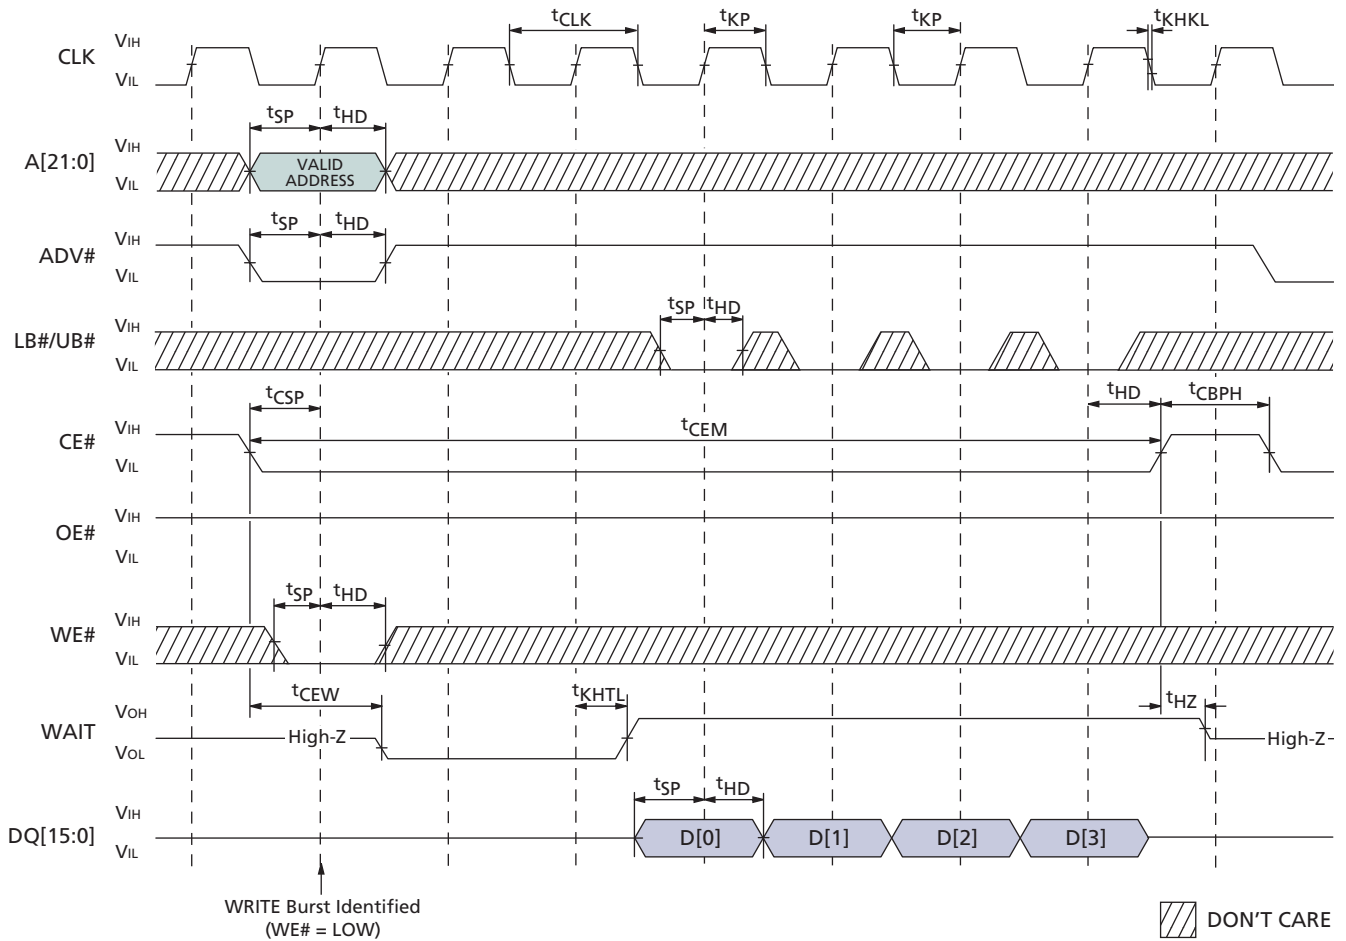 tCLK tKP tKP tKHKL
CLK VIH
VIL
tSP tHD
A[21:0] VIH
VIL
VALID
ADDRESS
tSP tHD
ADV# VIH
VIL
tSP tHD
LB#/UB# VIH
VIL
tCSP tHD tCBPH
tCEM
CE# VIH
VIL
OE# VIH
VIL
tSP tHD
WE# VIH
VIL
tCEW tKHTL tHZ
WAIT VOH
VOL
High-Z High-Z
tSP tHD
DQ[15:0] VIH
VIL
D[0] D[1] D[2] D[3]
WRITE Burst Identified
(WE# = LOW)
DON'T CARE